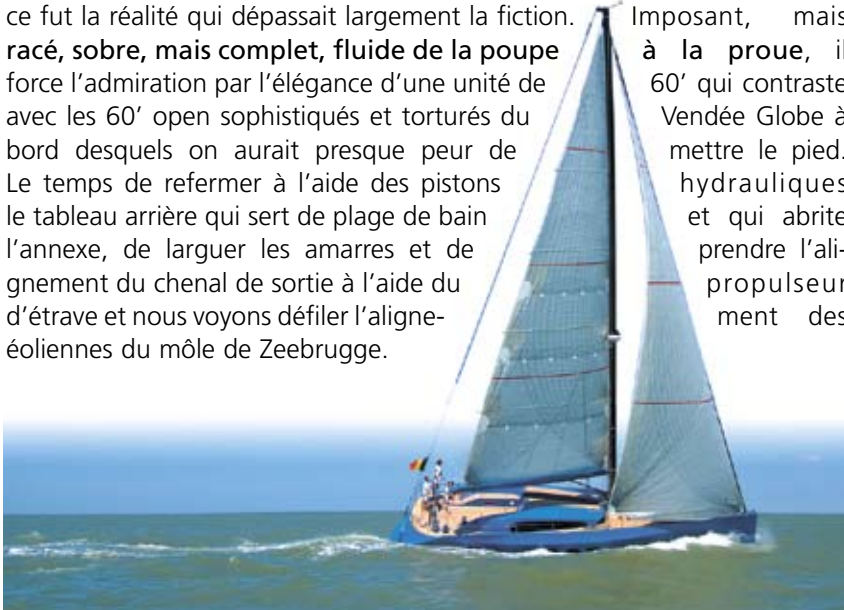 ce fut la réalité qui dépassait largement la fiction. Imposant, mais
racé, sobre, mais complet, fluide de la poupe à la proue, il
force l’admiration par l’élégance d’une unité de 60’ qui contraste
avec les 60’ open sophistiqués et torturés du Vendée Globe à
bord desquels on aurait presque peur de mettre le pied.
Le temps de refermer à l’aide des pistons hydrauliques
le tableau arrière qui sert de plage de bain et qui abrite
l’annexe, de larguer les amarres et de prendre l’ali-
gnement du chenal de sortie à l’aide du propulseur
d’étrave et nous voyons défiler l’aligne- ment des
éoliennes du môle de Zeebrugge.